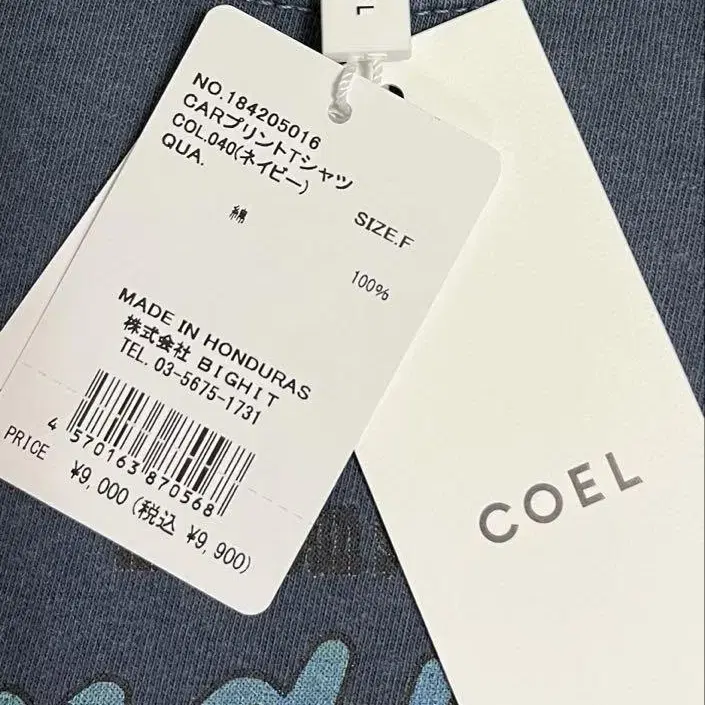 L
NO.184205016
CARプリントTシャツ
COL.040(ネイビー)
QUA. SIZE.F
綿 100%
MADE IN HONDURAS
株式会社 BIGHIT
TEL. 03-5675-1731
4 570163 870568
PRICE ¥9,000 (税込 ¥9,900)
COEL